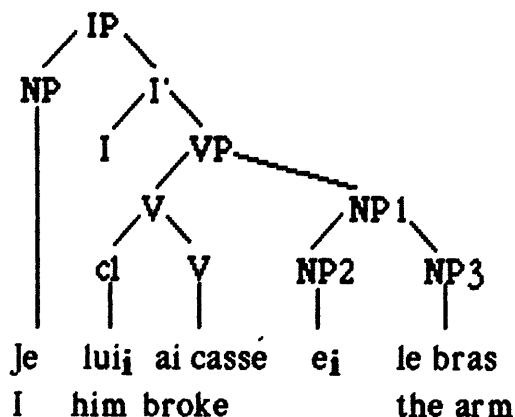 IP
NP I'
I VP
V NP1
cl V NP2 NP3
Je luii ai cassé ei le bras
I him broke the arm